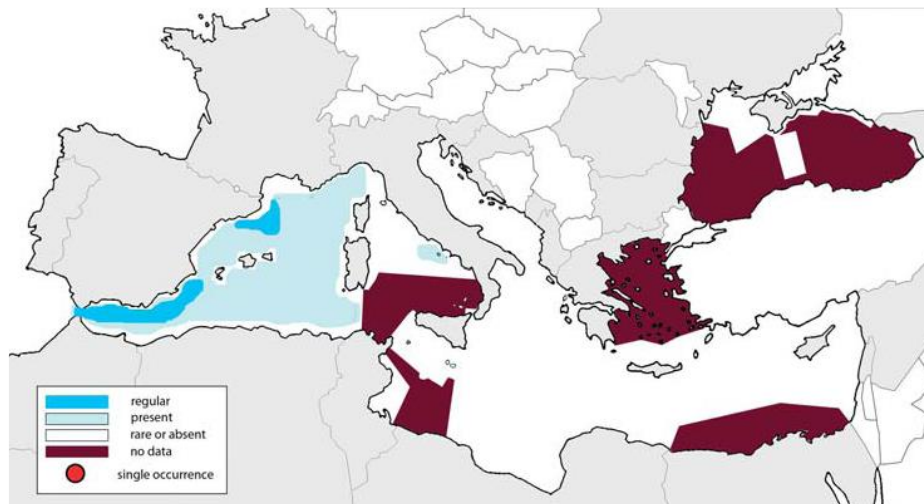 regular
present
rare or absent
no data
single occurrence